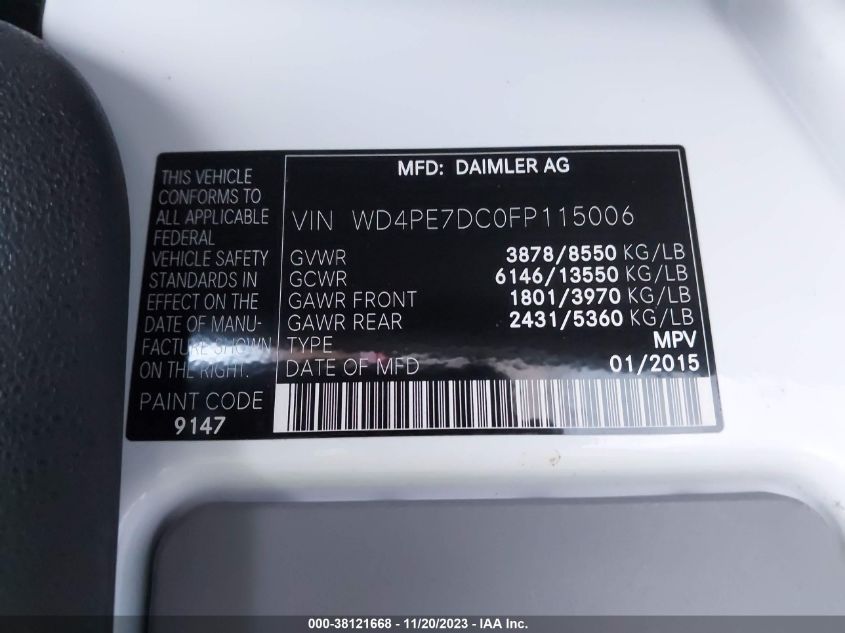 THIS VEHICLE
CONFORMS TO
ALL APPLICABLE
FEDERAL
VEHICLE SAFETY
STANDARDS IN
EFFECT ON THE
DATE OF MANU-
FACTURE SHOWN
ON THE RIGHT.
PAINT CODE
9147
MFD: DAIMLER AG
VIN WD4PE7DC0FP115006
GVWR 3878/8550 KG/LB
GCWR 6146/13550 KG/LB
GAWR FRONT 1801/3970 KG/LB
GAWR REAR 2431/5360 KG/LB
TYPE MPV
DATE OF MFD 01/2015
000-38121668 - 11/20/2023 - IAA Inc.